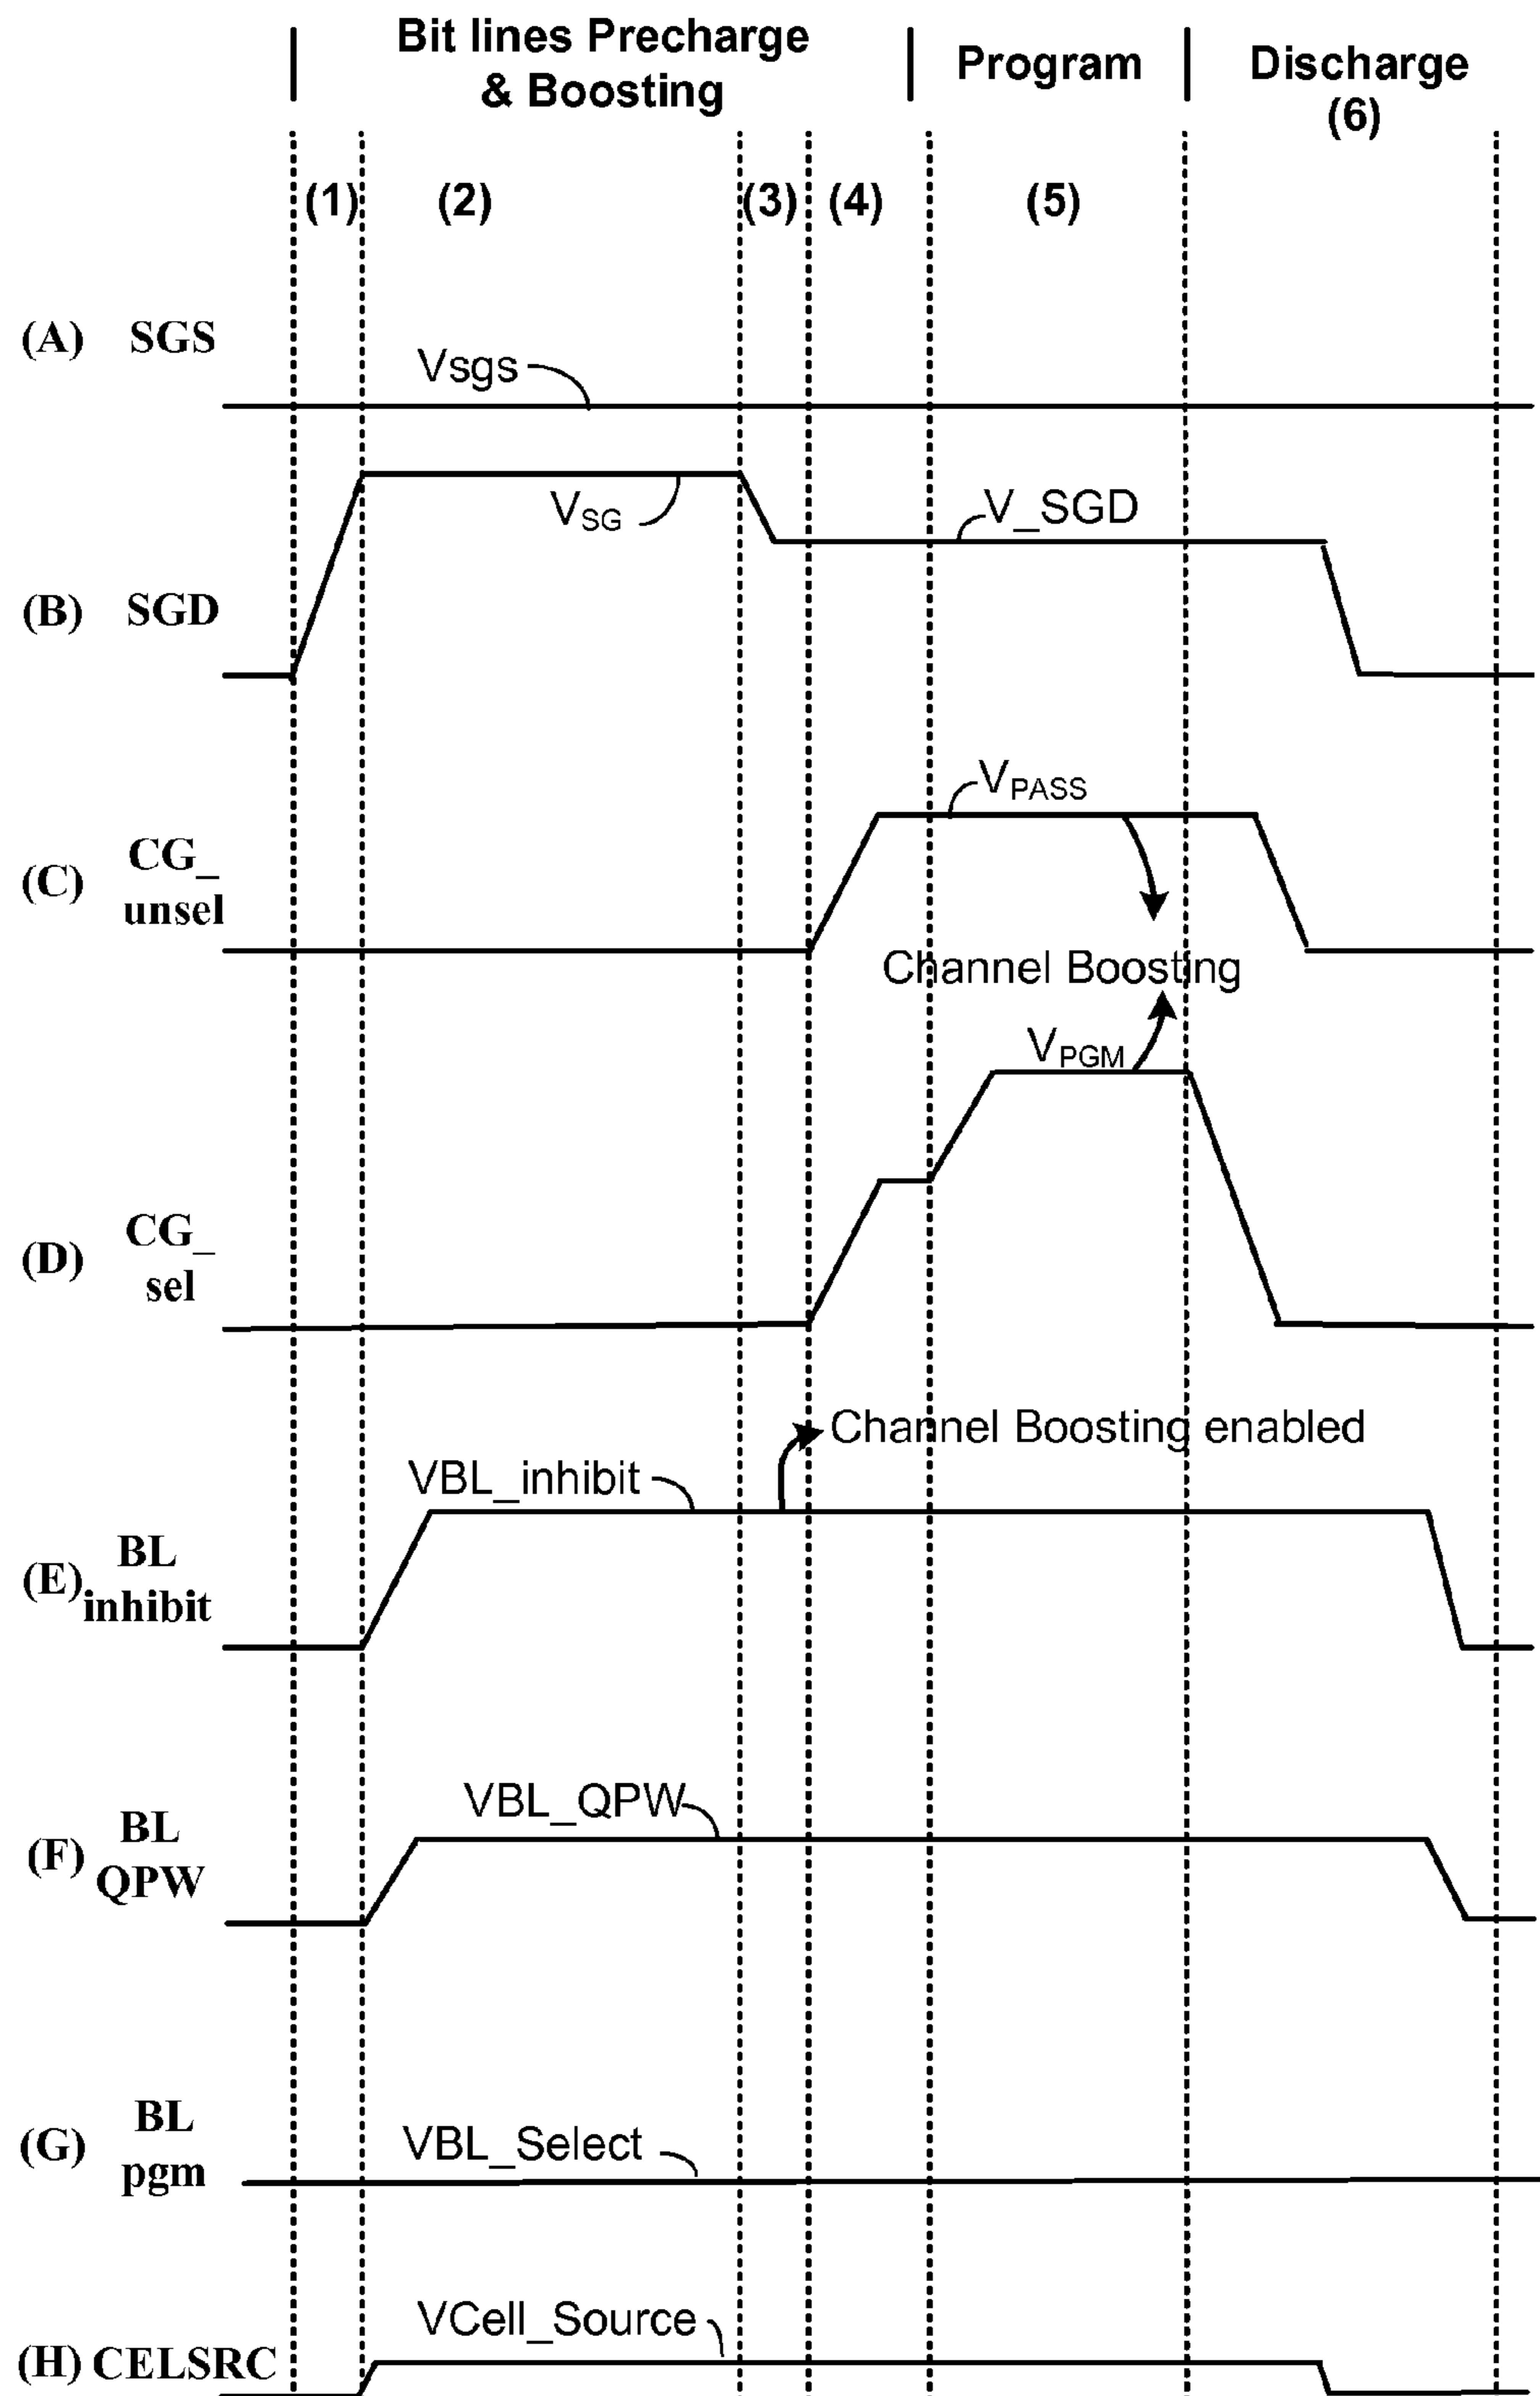 Bit lines Precharge
& Boosting
Program
Discharge
(6)
(1)
(2)
(3)
(4)
(5)
(A) SGS
Vsgs
VSG
V_SGD
(B) SGD
VPASS
(C) CG_
unsel
Channel Boosting
VPGM
(D) CG_
sel
Channel Boosting enabled
VBL_inhibit
(E) BL
inhibit
VBL_QPW
(F) BL
QPW
(G) BL
pgm
VBL_Select
VCell_Source
(H) CELSRC